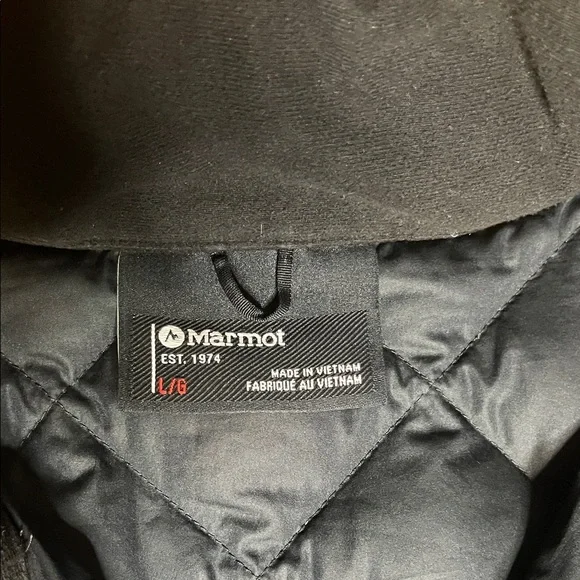 Marmot
EST. 1974
L/G
MADE IN VIETNAM
FABRIQUÉ AU VIETNAM